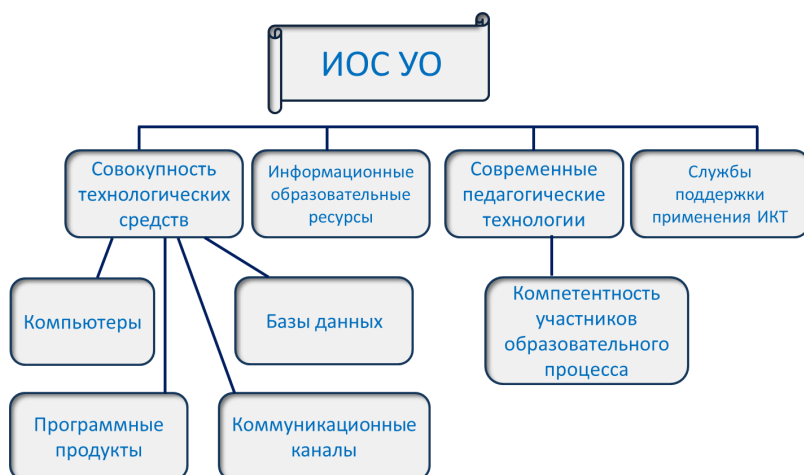 ИОС УО
Совокупность
технологических
средств
Информационные
образовательные
ресурсы
Современные
педагогические
технологии
Службы
поддержки
применения ИКТ
Компьютеры
Базы данных
Компетентность
участников
образовательного
процесса
Программные
продукты
Коммуникационные
каналы